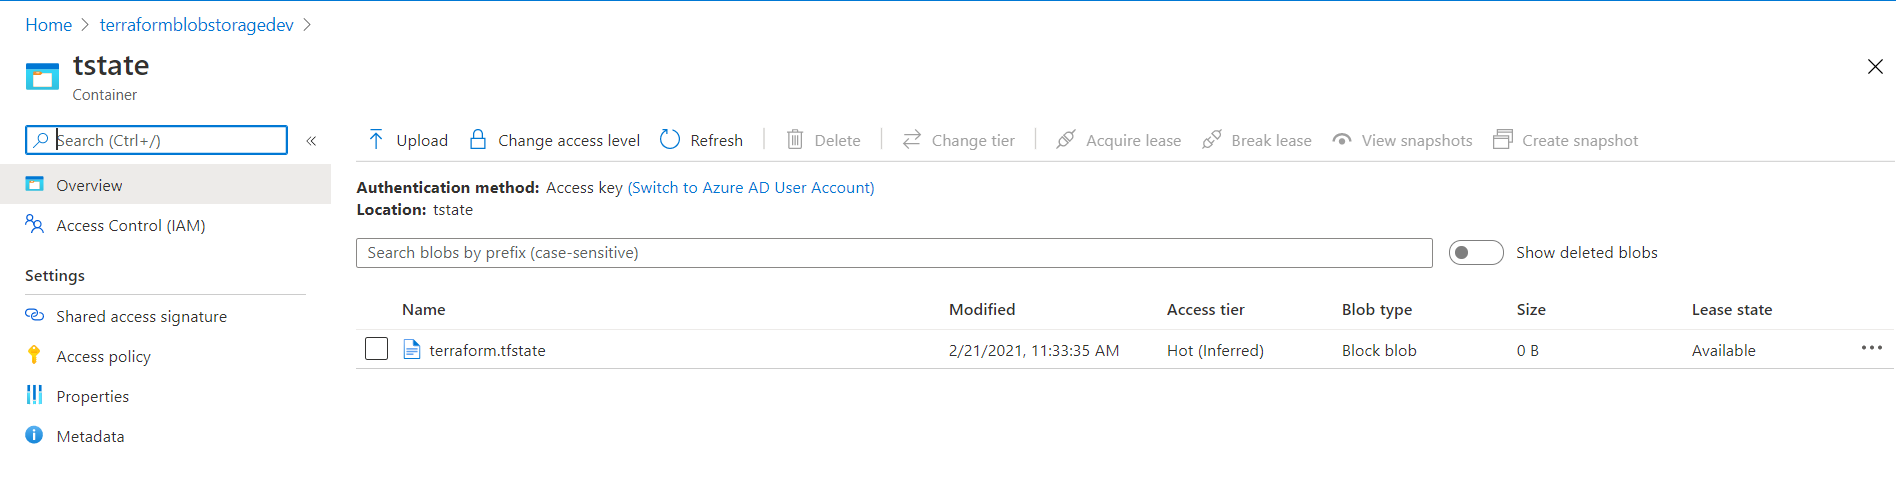 Home > terraformblobstoragedev >
tstate
Container
Search (Ctrl+/) «
Overview
Access Control (IAM)
Settings
Shared access signature
Access policy
Properties
Metadata
Upload Change access level Refresh Delete Change tier Acquire lease Break lease View snapshots Create snapshot
Authentication method: Access key (Switch to Azure AD User Account)
Location: tstate
Search blobs by prefix (case-sensitive) Show deleted blobs
Name Modified Access tier Blob type Size Lease state
terraform.tfstate 2/21/2021, 11:33:35 AM Hot (Inferred) Block blob 0 B Available